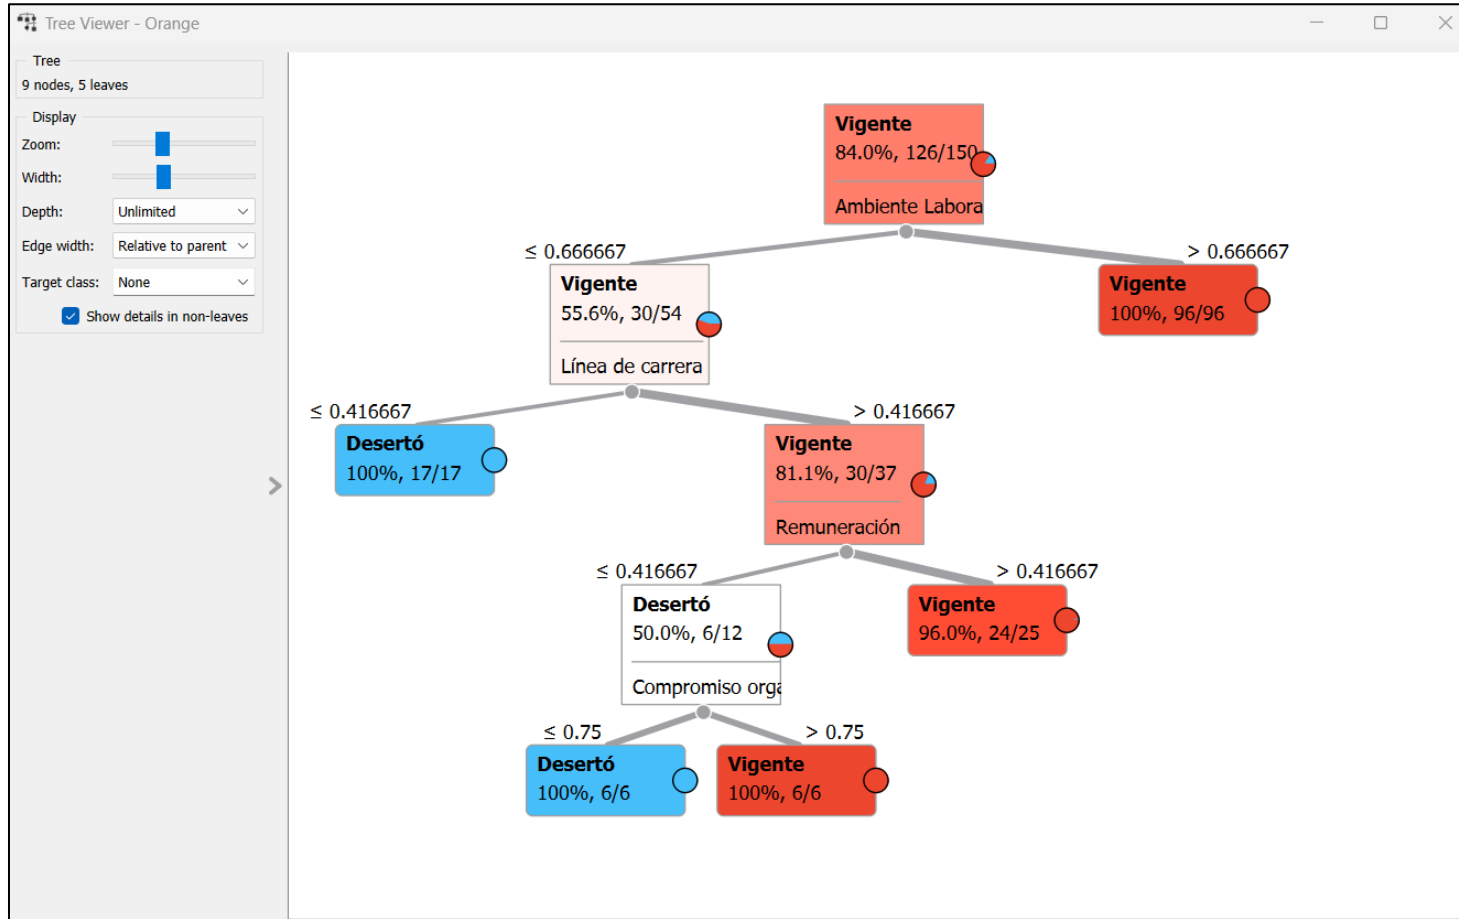 Tree Viewer - Orange
Tree
9 nodes, 5 leaves
Display
Zoom:
Width:
Depth: Unlimited
Edge width: Relative to parent
Target class: None
Show details in non-leaves
Vigente
84.0%, 126/150
Ambiente Labora
≤ 0.666667
> 0.666667
Vigente
55.6%, 30/54
Línea de carrera
Vigente
100%, 96/96
≤ 0.416667
> 0.416667
Desertó
100%, 17/17
Vigente
81.1%, 30/37
Remuneración
≤ 0.416667
> 0.416667
Desertó
50.0%, 6/12
Compromiso orga
Vigente
96.0%, 24/25
≤ 0.75
> 0.75
Desertó
100%, 6/6
Vigente
100%, 6/6